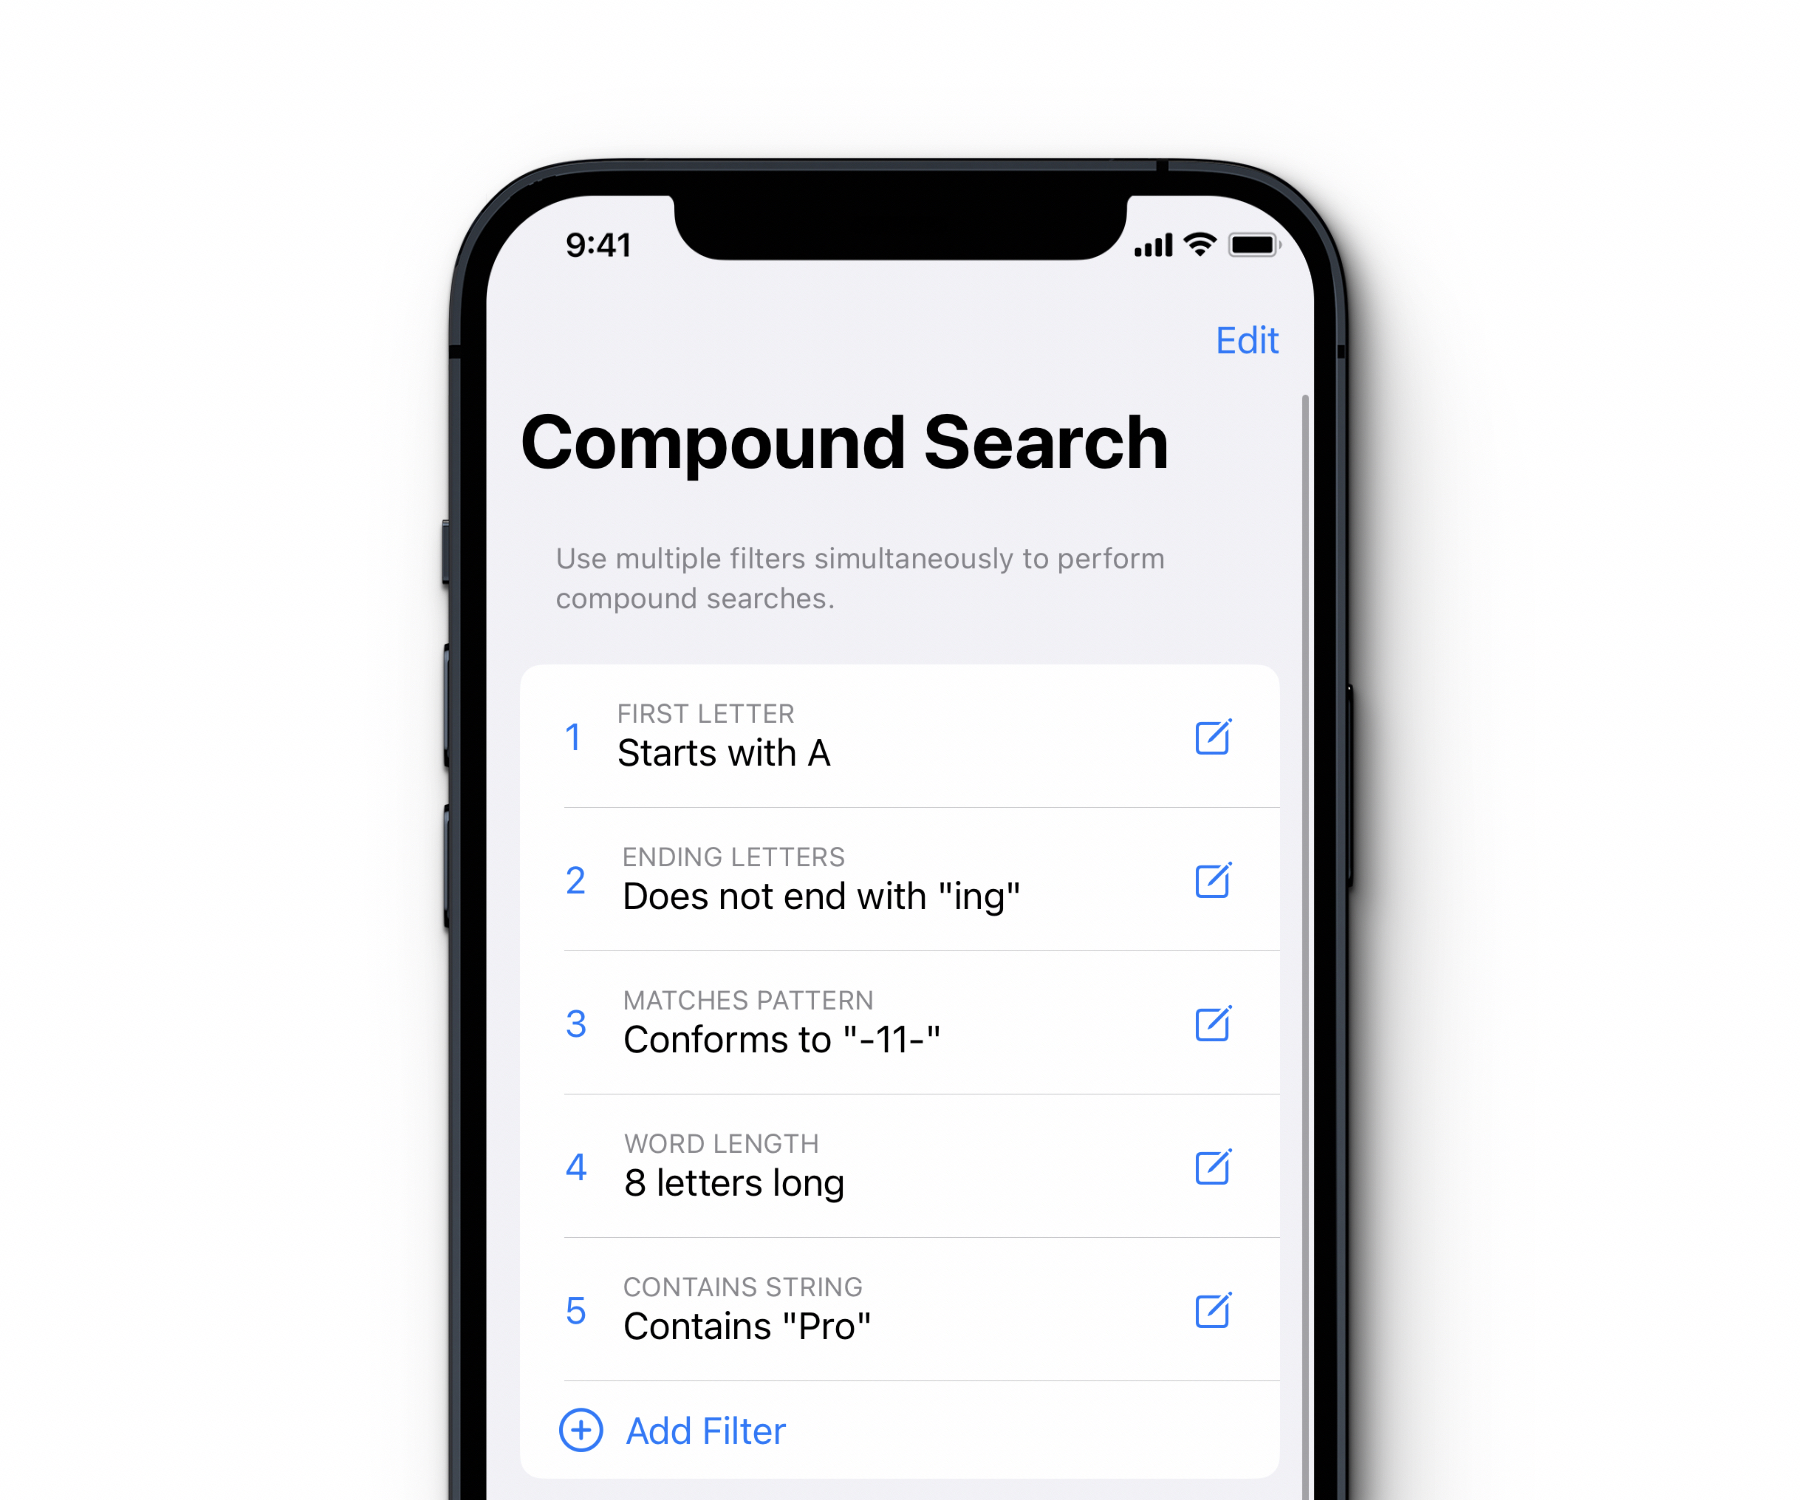 9:41
Edit
Compound Search
Use multiple filters simultaneously to perform
compound searches.
1
FIRST LETTER
Starts with A
2
ENDING LETTERS
Does not end with "ing"
3
MATCHES PATTERN
Conforms to "-11-"
4
WORD LENGTH
8 letters long
5
CONTAINS STRING
Contains "Pro"
Add Filter